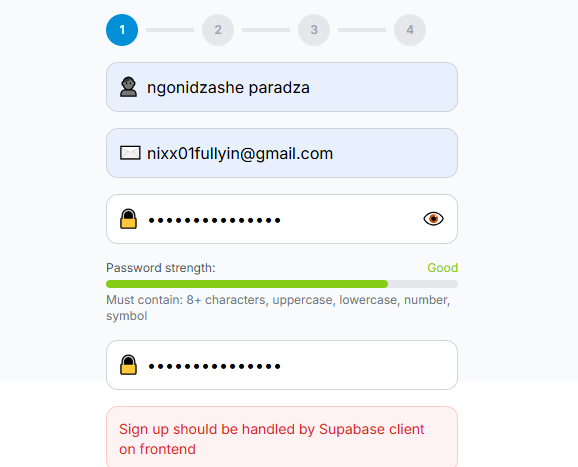 1 2 3 4
ngonidzashe paradza
nixx01fullyin@gmail.com
•••••••••••••••
Password strength: Good
Must contain: 8+ characters, uppercase, lowercase, number,
symbol
•••••••••••••••
Sign up should be handled by Supabase client
on frontend